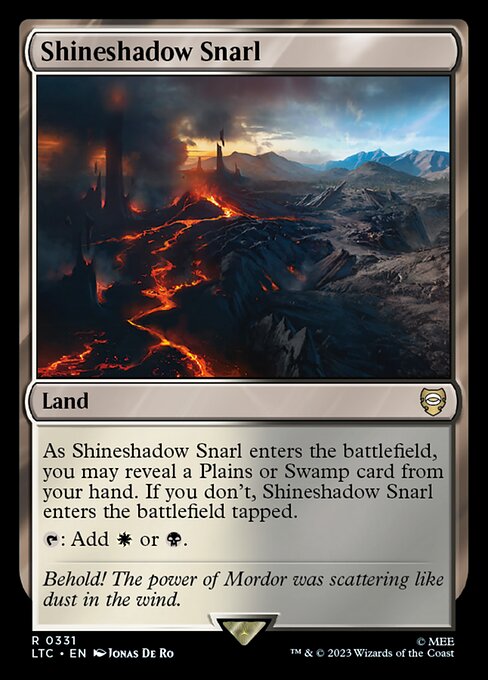 Shineshadow Snarl
Land
As Shineshadow Snarl enters the battlefield,
you may reveal a Plains or Swamp card from
your hand. If you don't, Shineshadow Snarl
enters the battlefield tapped.
: Add or .
Behold! The power of Mordor was scattering like
dust in the wind.
R 0331
© MEE
LTC • EN Jonas De Ro
™ & © 2023 Wizards of the Coast